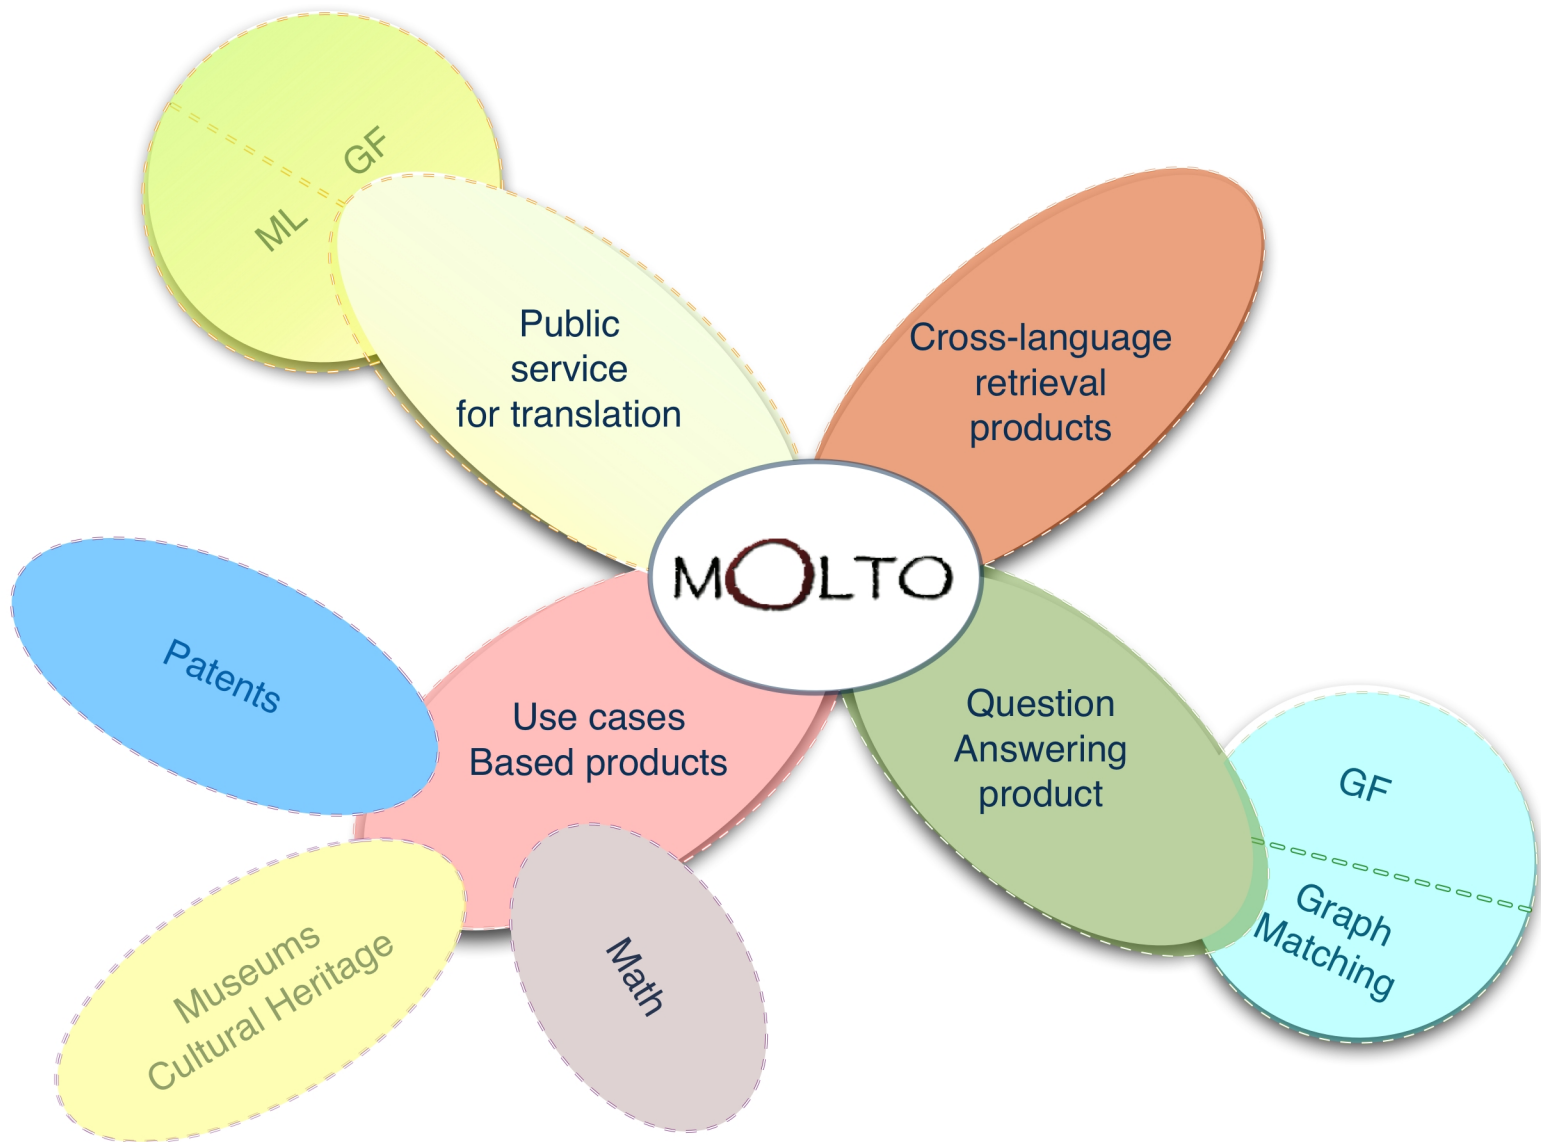 GF
ML
Public
service
for translation
Cross-language
retrieval
products
MOLTO
Patents
Use cases
Based products
Question
Answering
product
GF
Graph
Matching
Museums
Cultural Heritage
Math